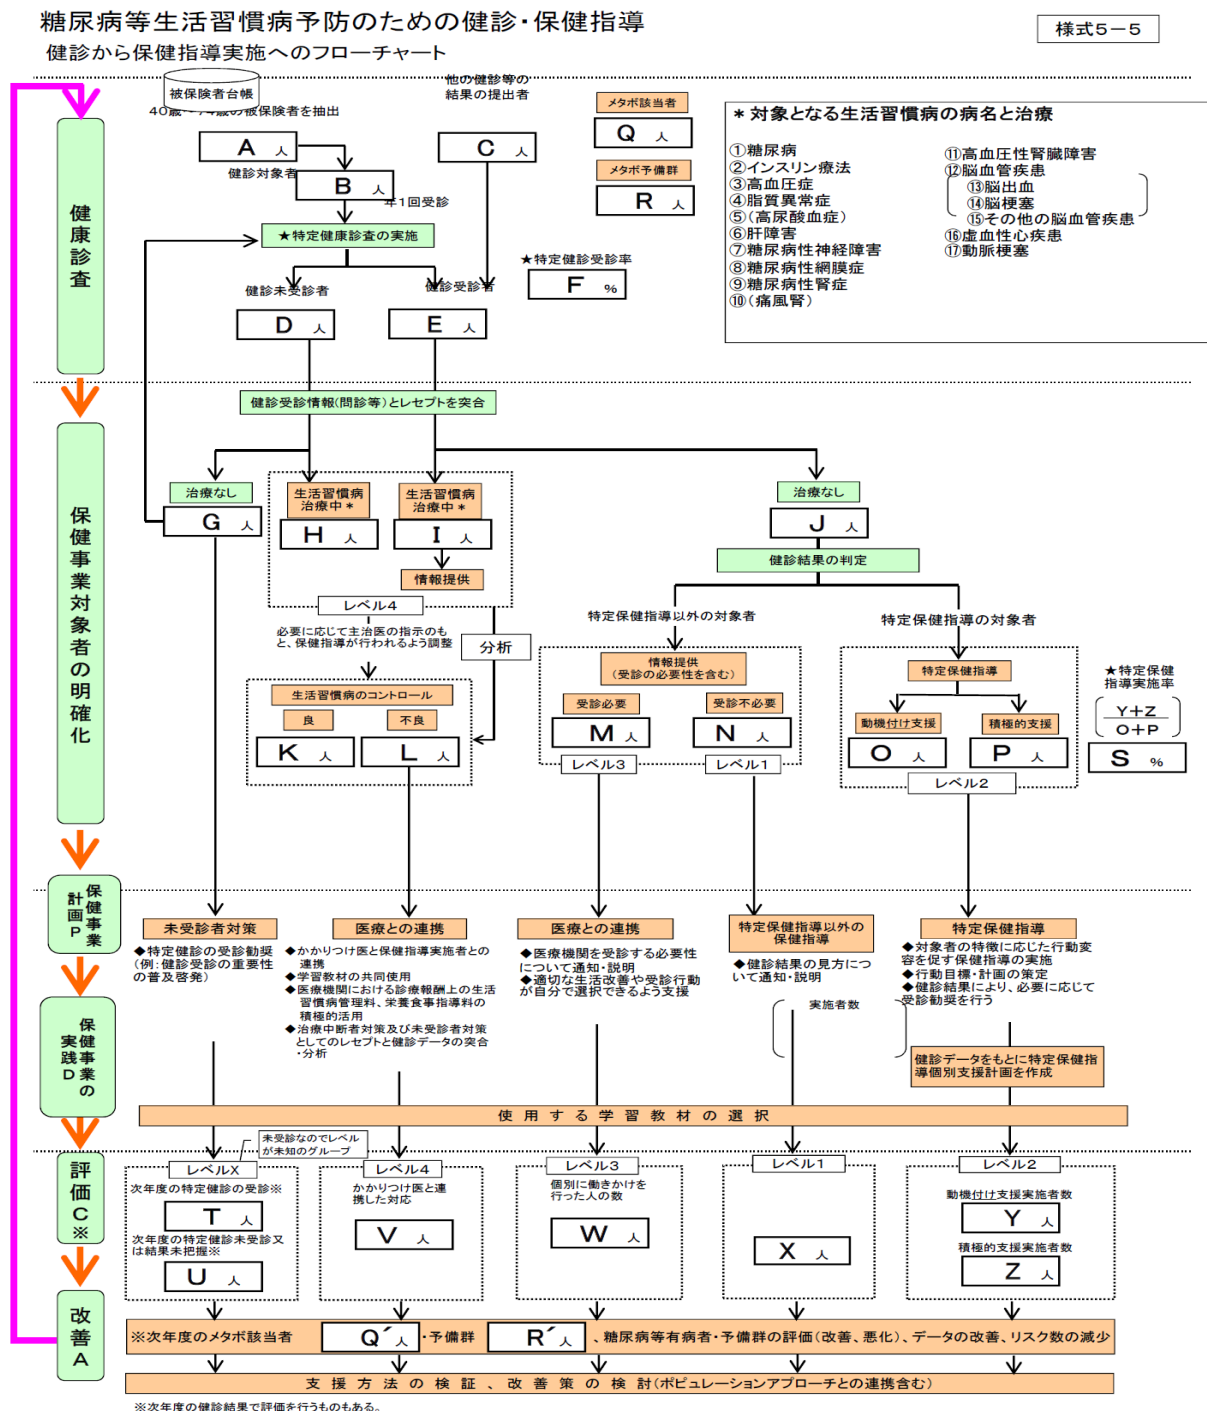 糖尿病等生活習慣病予防のための健診・保健指導
様式５－５
健診から保健指導実施へのフローチャート
被保険者台帳
40歳～74歳の被保険者を抽出
他の健診等の
結果の提出者
メタボ該当者
Q 人
メタボ予備群
R 人
A 人
健診対象者
B 人
年1回受診
C 人
★特定健康診査の実施
★特定健診受診率
F %
健診未受診者
D 人
健診受診者
E 人
＊対象となる生活習慣病の病名と治療
①糖尿病
②インスリン療法
③高血圧症
④脂質異常症
⑤(高尿酸血症)
⑥肝障害
⑦糖尿病性神経障害
⑧糖尿病性網膜症
⑨糖尿病性腎症
⑩(痛風腎)
⑪高血圧性腎臓障害
⑫脳血管疾患
⑬脳出血
⑭脳梗塞
⑮その他の脳血管疾患
⑯虚血性心疾患
⑰動脈梗塞
健康診査
健診受診情報(問診等)とレセプトを突合
保健事業対象者の明確化
治療なし
G 人
生活習慣病
治療中＊
H 人
生活習慣病
治療中＊
I 人
情報提供
レベル4
必要に応じて主治医の指示のも
と、保健指導が行われるよう調整
分析
生活習慣病のコントロール
良
不良
K 人
L 人
治療なし
J 人
健診結果の判定
特定保健指導以外の対象者
特定保健指導の対象者
情報提供
(受診の必要性を含む)
受診必要
受診不必要
M 人
N 人
レベル3
レベル1
特定保健指導
動機付け支援
積極的支援
O 人
P 人
レベル2
★特定保健
指導実施率
Y+Z
O+P
S %
保健事業
計画P
未受診者対策
◆特定健診の受診勧奨
(例：健診受診の重要性
の普及啓発)
医療との連携
◆かかりつけ医と保健指導実施者との
連携
◆学習教材の共同使用
◆医療機関における診療報酬上の生活
習慣病管理料、栄養食事指導料の
積極的活用
◆治療中断者対策及び未受診者対策
としてのレセプトと健診データの突合
・分析
医療との連携
◆医療機関を受診する必要性
について通知・説明
◆適切な生活改善や受診行動
が自分で選択できるよう支援
特定保健指導以外の
保健指導
◆健診結果の見方につ
いて通知・説明
実施者数
特定保健指導
◆対象者の特徴に応じた行動変
容を促す保健指導の実施
◆行動目標・計画の策定
◆健診結果により、必要に応じて
受診勧奨を行う
健診データをもとに特定保健指
導個別支援計画を作成
保健事業の
実践D
使用する学習教材の選択
評価C※
未受診なのでレベル
が未知のグループ
レベルX
次年度の特定健診の受診※
T 人
次年度の特定健診未受診又
は結果未把握※
U 人
レベル4
かかりつけ医と連
携した対応
V 人
レベル3
個別に働きかけを
行った人の数
W 人
レベル1
X 人
レベル2
動機付け支援実施者数
Y 人
積極的支援実施者数
Z 人
改善A
※次年度のメタボ該当者 Q´人 ・予備群 R´人 、糖尿病等有病者・予備群の評価(改善、悪化)、データの改善、リスク数の減少
支援方法の検証、改善策の検討(ポピュレーションアプローチとの連携含む)
※次年度の健診結果で評価を行うものもある。